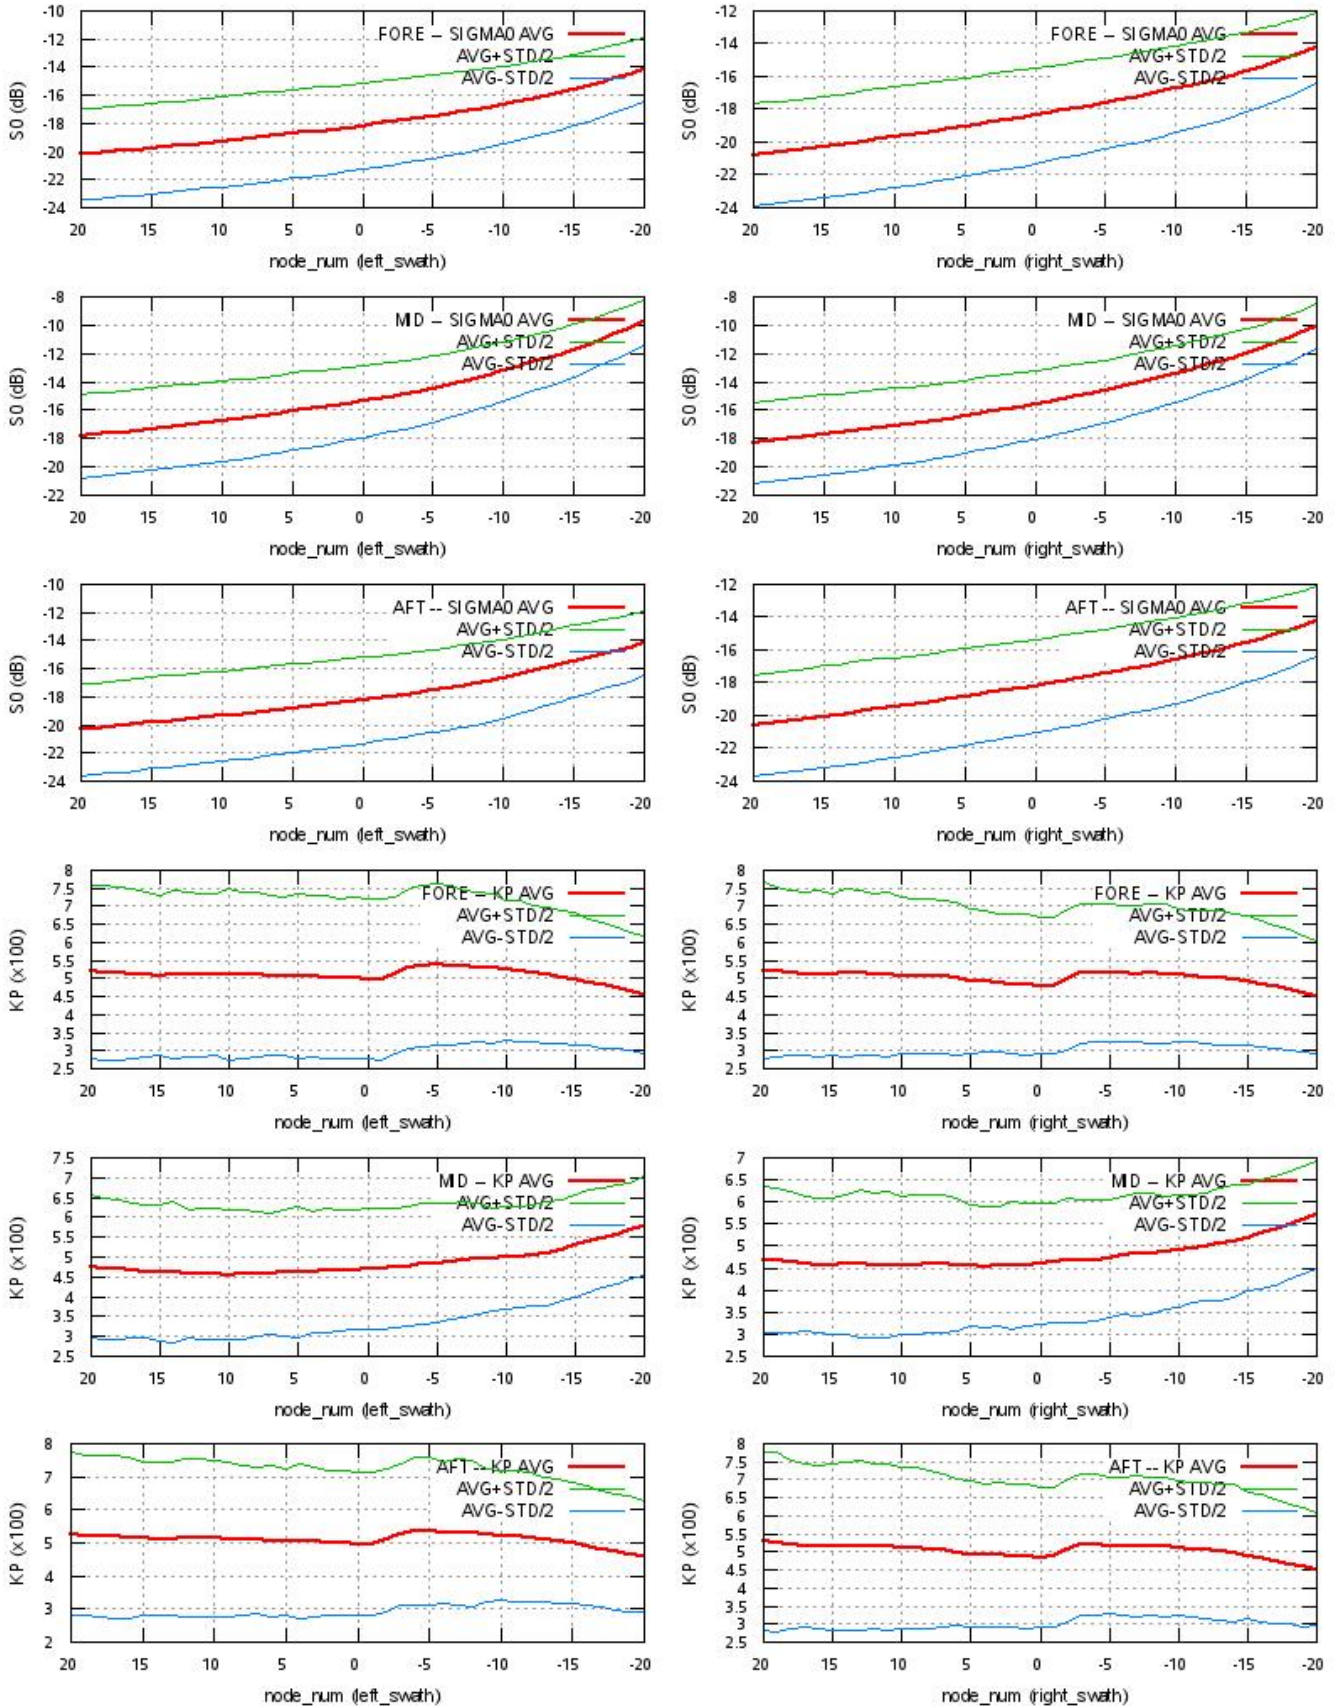 -10
-12
-14
-16
-18
-20
-22
-24
S0 (dB)
FORE -- SIGMA0 AVG
AVG+STD/2
AVG-STD/2
20 15 10 5 0 -5 -10 -15 -20
node_num (left_swath)
-12
-14
-16
-18
-20
-22
-24
S0 (dB)
FORE -- SIGMA0 AVG
AVG+STD/2
AVG-STD/2
20 15 10 5 0 -5 -10 -15 -20
node_num (right_swath)
-8
-10
-12
-14
-16
-18
-20
-22
S0 (dB)
MID -- SIGMA0 AVG
AVG+STD/2
AVG-STD/2
20 15 10 5 0 -5 -10 -15 -20
node_num (left_swath)
-8
-10
-12
-14
-16
-18
-20
-22
S0 (dB)
MID -- SIGMA0 AVG
AVG+STD/2
AVG-STD/2
20 15 10 5 0 -5 -10 -15 -20
node_num (right_swath)
-10
-12
-14
-16
-18
-20
-22
-24
S0 (dB)
AFT -- SIGMA0 AVG
AVG+STD/2
AVG-STD/2
20 15 10 5 0 -5 -10 -15 -20
node_num (left_swath)
-12
-14
-16
-18
-20
-22
-24
S0 (dB)
AFT -- SIGMA0 AVG
AVG+STD/2
AVG-STD/2
20 15 10 5 0 -5 -10 -15 -20
node_num (right_swath)
8
7.5
7
6.5
6
5.5
5
4.5
4
3.5
3
2.5
KP (x100)
FORE -- KP AVG
AVG+STD/2
AVG-STD/2
20 15 10 5 0 -5 -10 -15 -20
node_num (left_swath)
8
7.5
7
6.5
6
5.5
5
4.5
4
3.5
3
2.5
KP (x100)
FORE -- KP AVG
AVG+STD/2
AVG-STD/2
20 15 10 5 0 -5 -10 -15 -20
node_num (right_swath)
7.5
7
6.5
6
5.5
5
4.5
4
3.5
3
2.5
KP (x100)
MID -- KP AVG
AVG+STD/2
AVG-STD/2
20 15 10 5 0 -5 -10 -15 -20
node_num (left_swath)
7
6.5
6
5.5
5
4.5
4
3.5
3
2.5
KP (x100)
MID -- KP AVG
AVG+STD/2
AVG-STD/2
20 15 10 5 0 -5 -10 -15 -20
node_num (right_swath)
8
7
6
5
4
3
2
KP (x100)
AFT -- KP AVG
AVG+STD/2
AVG-STD/2
20 15 10 5 0 -5 -10 -15 -20
node_num (left_swath)
8
7.5
7
6.5
6
5.5
5
4.5
4
3.5
3
2.5
KP (x100)
AFT -- KP AVG
AVG+STD/2
AVG-STD/2
20 15 10 5 0 -5 -10 -15 -20
node_num (right_swath)